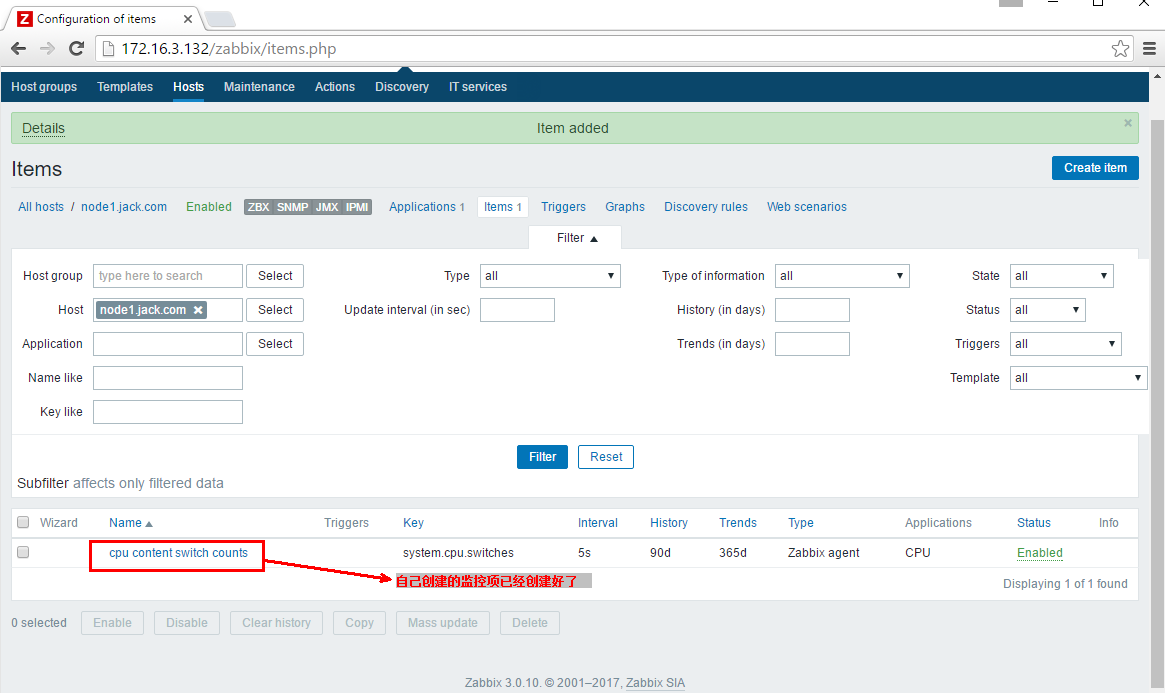 Configuration of items
172.16.3.132/zabbix/items.php
Host groups Templates Hosts Maintenance Actions Discovery IT services
Details Item added
Items Create item
All hosts / node1.jack.com Enabled ZBX SNMP JMX IPMI Applications 1 Items 1 Triggers Graphs Discovery rules Web scenarios
Filter ▲
Host group type here to search Select Type all Type of information all State all
Host node1.jack.com Select Update interval (in sec) History (in days) Status all
Application Select Trends (in days) Triggers all
Name like Template all
Key like
Filter Reset
Subfilter affects only filtered data
Wizard Name ▲ Triggers Key Interval History Trends Type Applications Status Info
cpu content switch counts system.cpu.switches 5s 90d 365d Zabbix agent CPU Enabled
自己创建的监控项已经创建好了
Displaying 1 of 1 found
0 selected Enable Disable Clear history Copy Mass update Delete
Zabbix 3.0.10. © 2001–2017, Zabbix SIA